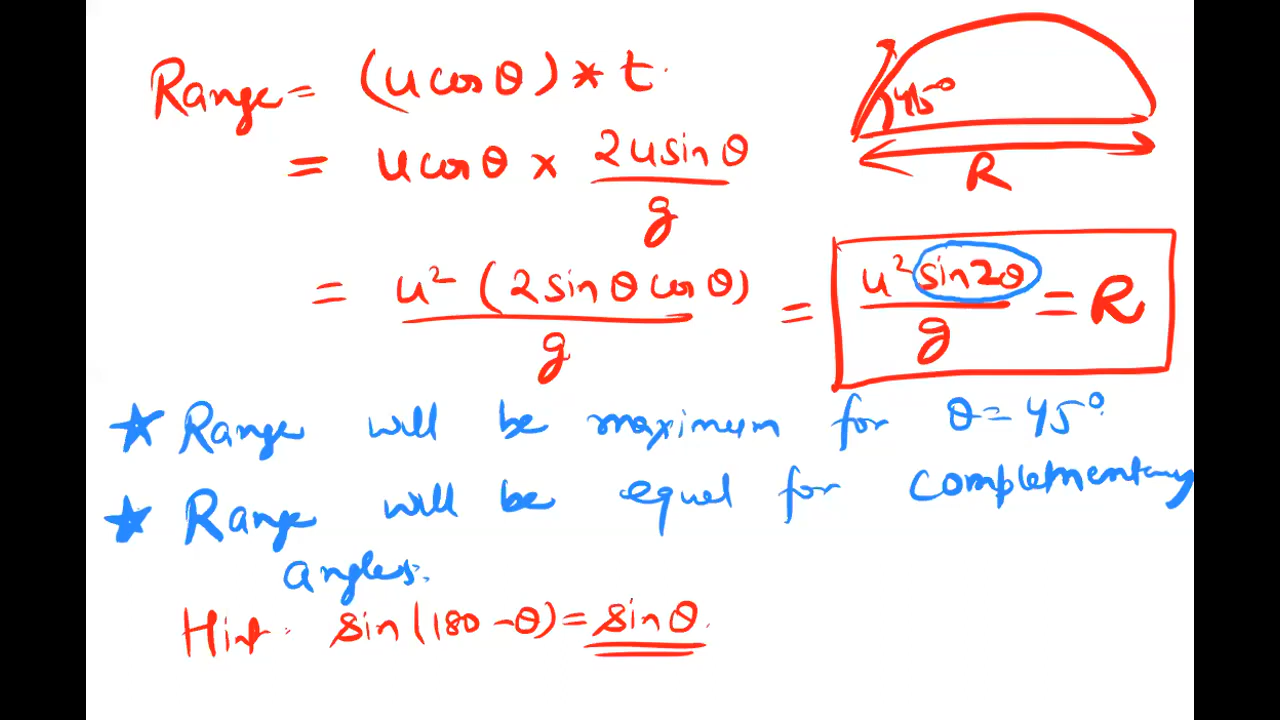 Range = (u cos θ) * t.
= u cos θ × 2u sin θ / g
= u² (2 sin θ cos θ) / g = u² sin 2θ / g = R
45°
R
★ Range will be maximum for θ = 45°
★ Range will be equal for complementary
angles.
Hint: sin(180 - θ) = sin θ.